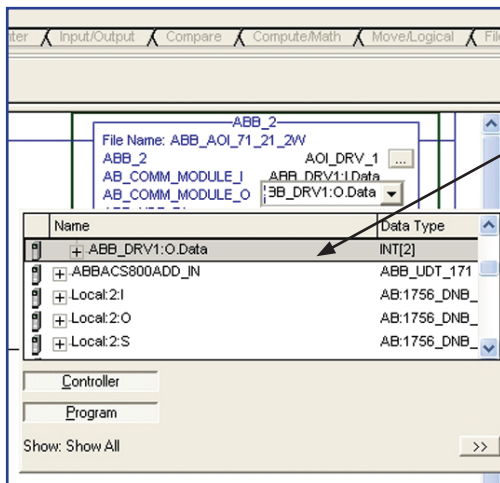 Input/Output Compare Compute/Math Move/Logical
ABB_2
File Name: ABB_AOI_71_21_2W
ABB_2 AOI_DRV_1 ...
AB_COMM_MODULE_I ABB_DRV1:I.Data
AB_COMM_MODULE_O BB_DRV1:O.Data
Name Data Type
ABB_DRV1:O.Data INT[2]
ABBACS800ADD_IN ABB_UDT_171
Local:2:I AB:1756_DNB_
Local:2:O AB:1756_DNB_
Local:2:S AB:1756_DNB_
Controller
Program
Show: Show All >>